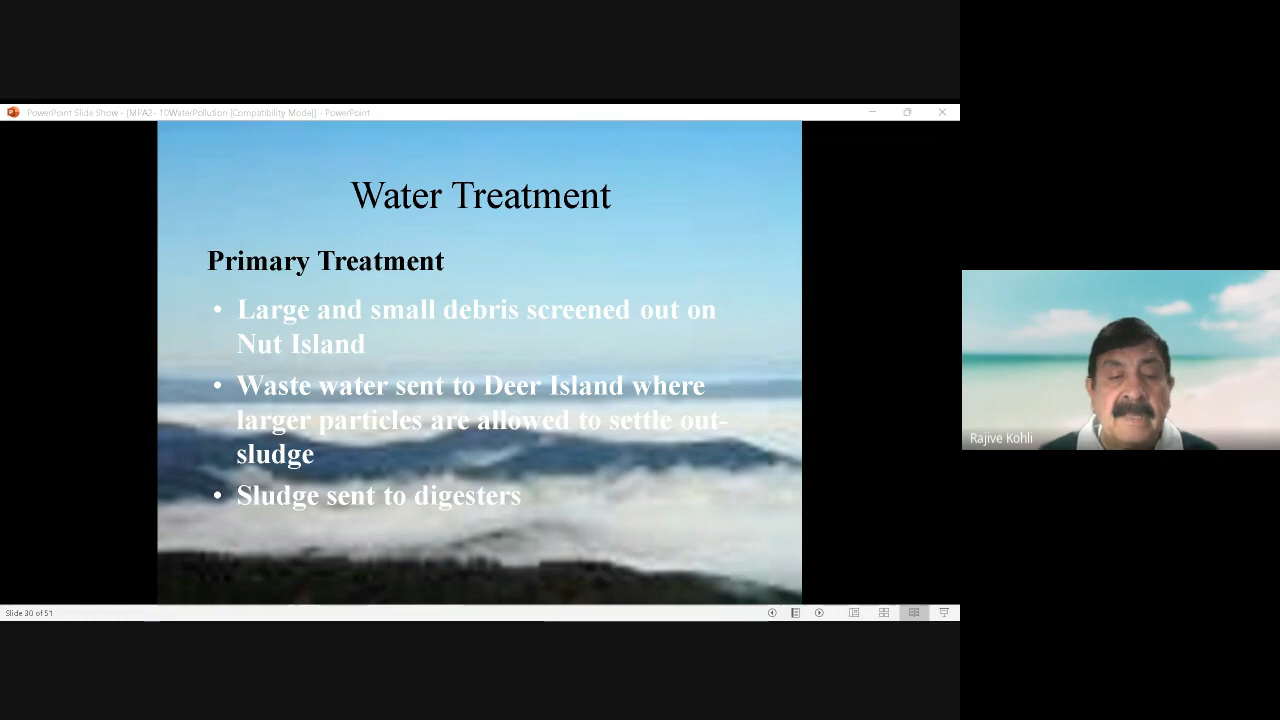 PowerPoint Slide Show - [MPA2- 10WaterPollution [Compatibility Mode]] - PowerPoint
Water Treatment
Primary Treatment
• Large and small debris screened out on
Nut Island
• Waste water sent to Deer Island where
larger particles are allowed to settle out-
sludge
• Sludge sent to digesters
Rajive Kohli
Slide 30 of 51